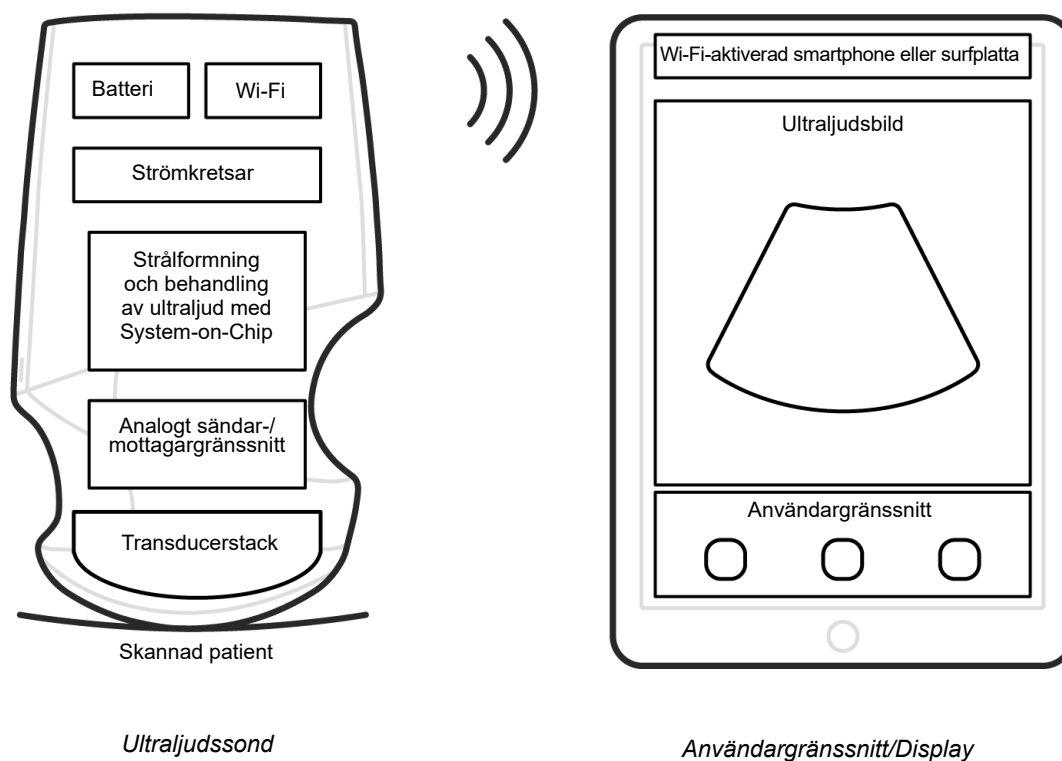 Batteri
Wi-Fi
Strömkretsar
Strålformning
och behandling
av ultraljud med
System-on-Chip
Analogt sändar-/
mottagargränssnitt
Transducerstack
Skannad patient
Ultraljudssond
Wi-Fi-aktiverad smartphone eller surfplatta
Ultraljudsbild
Användargränssnitt
Användargränssnitt/Display